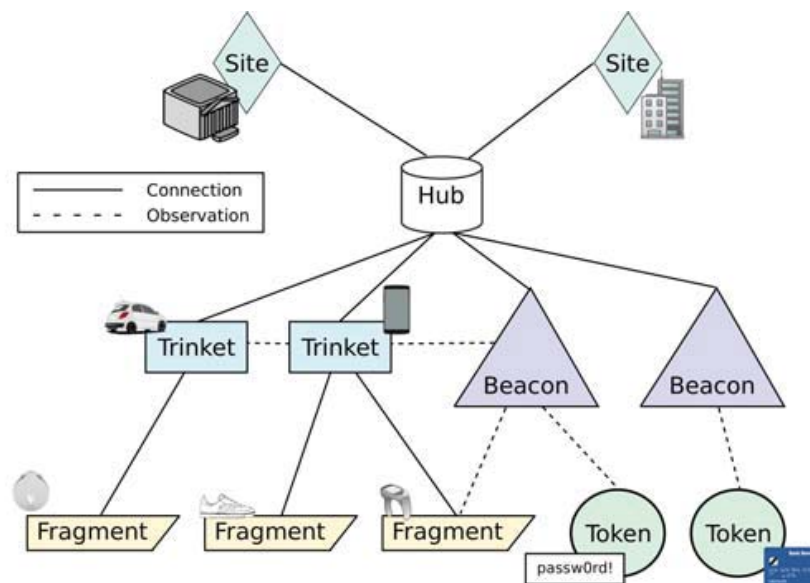 Site
Site
Hub
Connection
Observation
Trinket
Trinket
Beacon
Beacon
Fragment
Fragment
Fragment
Token
Token
passw0rd!